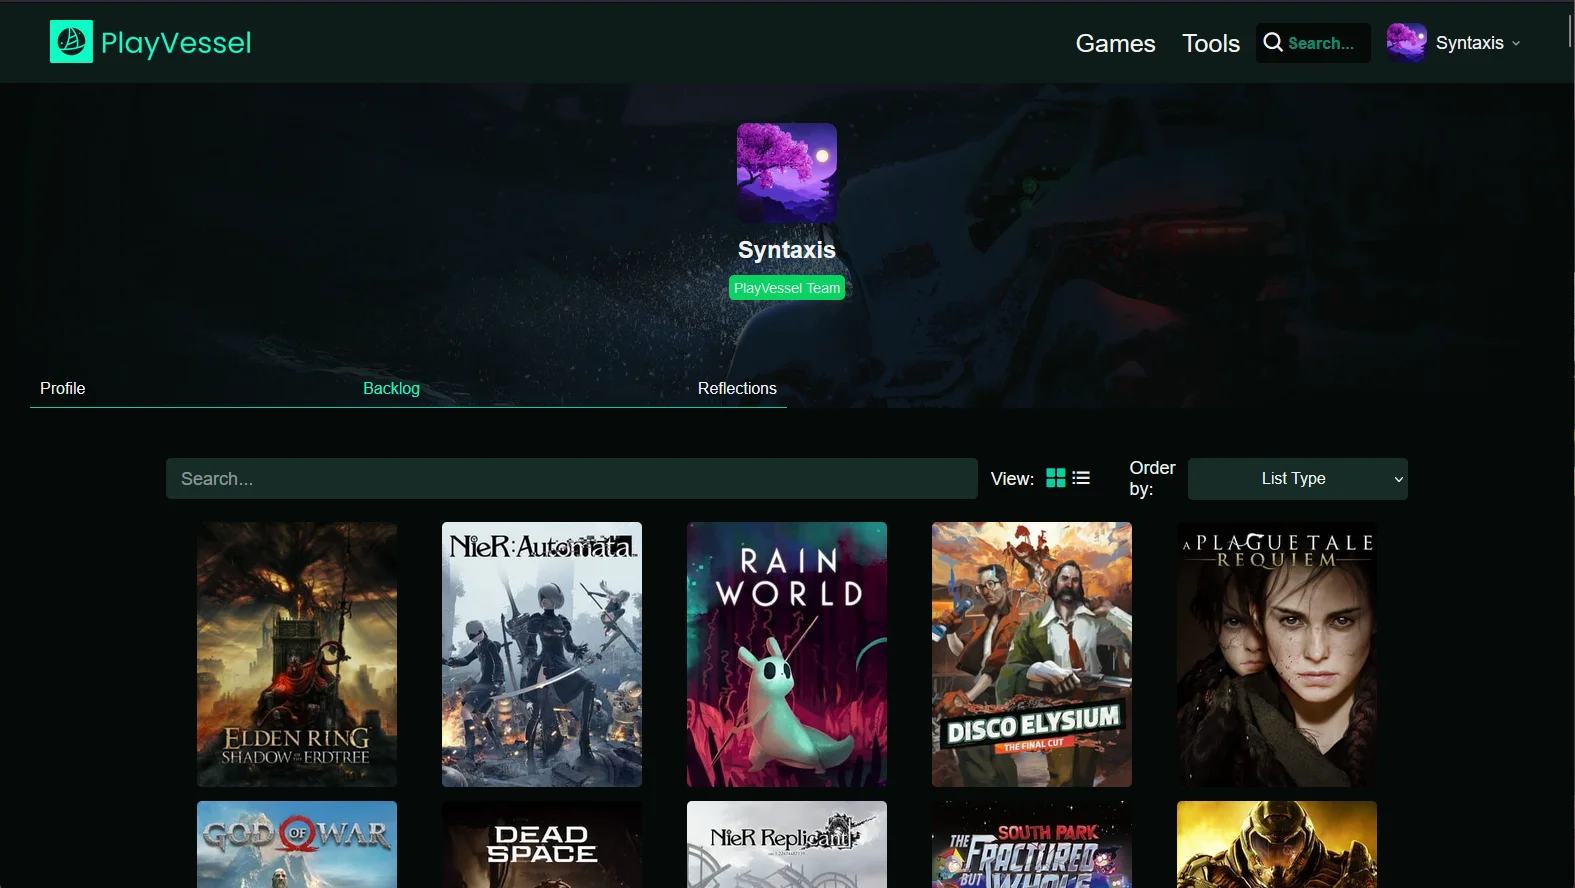 PlayVessel
Games
Tools
Search...
Syntaxis
Syntaxis
PlayVessel Team
Profile
Backlog
Reflections
Search...
View:
Order
by:
List Type
ELDEN RING
SHADOW OF THE ERDTREE
NieR:Automata
RAIN
WORLD
DISCO ELYSIUM
THE FINAL CUT
A PLAGUE TALE
REQUIEM
GOD OF WAR
DEAD
SPACE
NieR Replicant
SOUTH PARK
THE FRACTURED
BUT WHOLE